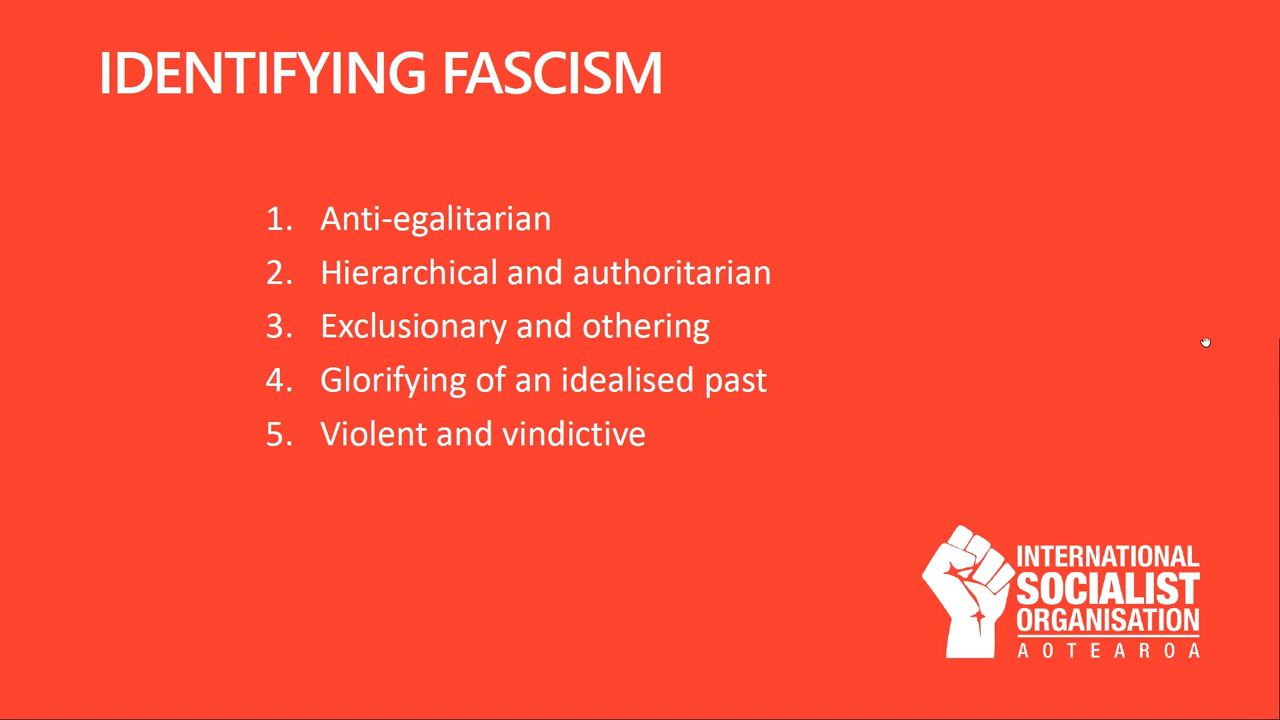 IDENTIFYING FASCISM
1. Anti-egalitarian
2. Hierarchical and authoritarian
3. Exclusionary and othering
4. Glorifying of an idealised past
5. Violent and vindictive
INTERNATIONAL
SOCIALIST
ORGANISATION
AOTEAROA